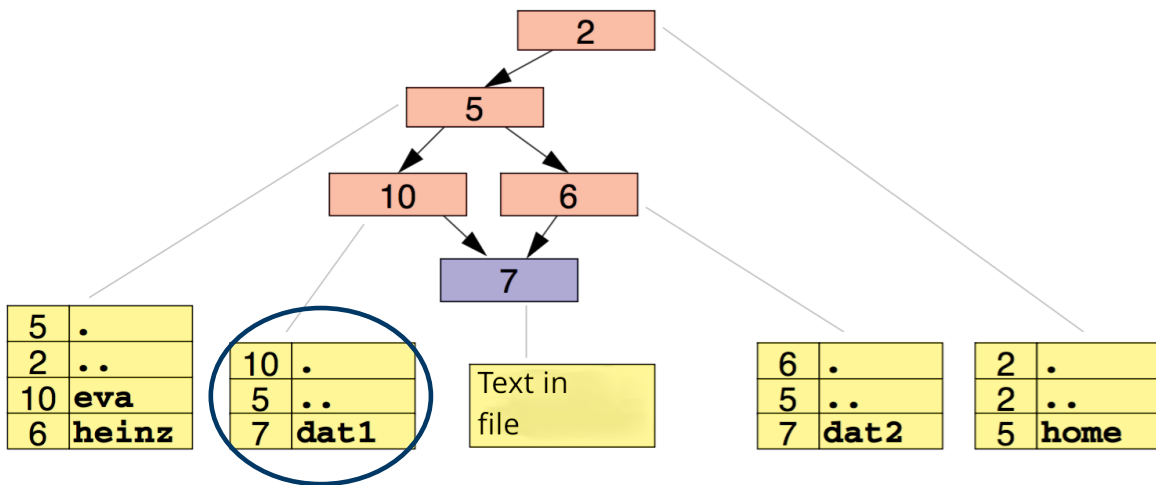 2
5
10
6
7
5 .
2 ..
10 eva
6 heinz
10 .
5 ..
7 dat1
Text in
file
6 .
5 ..
7 dat2
2 .
2 ..
5 home